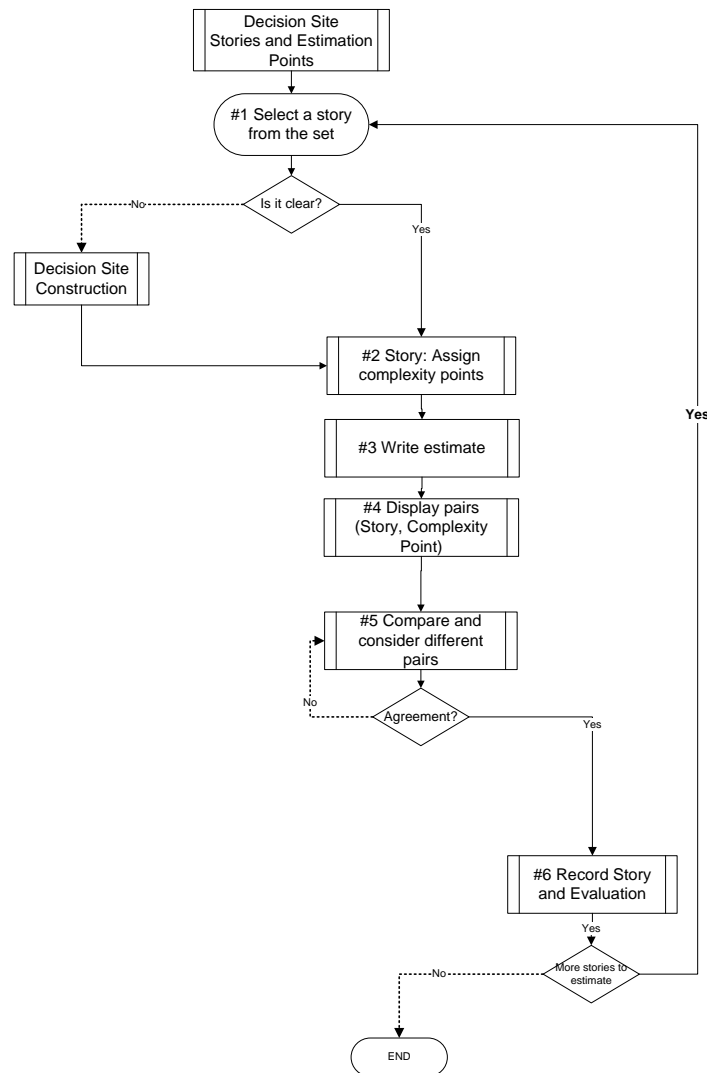 Decision Site
Stories and Estimation
Points
#1 Select a story
from the set
Is it clear?
No
Yes
Decision Site
Construction
#2 Story: Assign
complexity points
Yes
#3 Write estimate
#4 Display pairs
(Story, Complexity
Point)
#5 Compare and
consider different
pairs
No
Agreement?
Yes
#6 Record Story
and Evaluation
Yes
More stories to
estimate
No
END